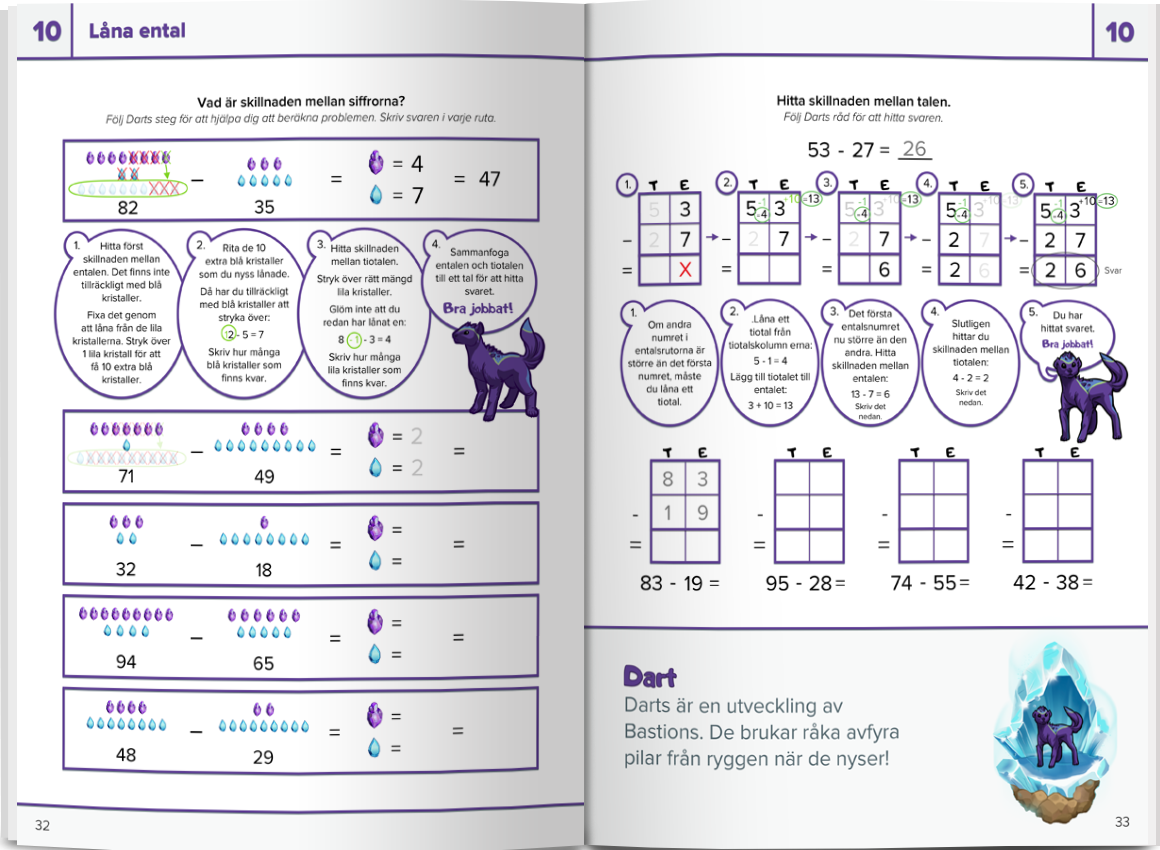 10 Låna ental
Vad är skillnaden mellan siffrorna?
Följ Darts steg för att hjälpa dig att beräkna problemen. Skriv svaren i varje ruta.
82 − 35 = = 4 = 7 = 47
1.
Hitta först
skillnaden mellan
entalen. Det finns inte
tillräckligt med blå
kristaller.
Fixa det genom
att låna från de lila
kristallerna. Stryk över
1 lila kristall för att
få 10 extra blå
kristaller.
2.
Rita de 10
extra blå kristaller
som du nyss lånade.
Då har du tillräckligt
med blå kristaller att
stryka över:
12 - 5 = 7
Skriv hur många
blå kristaller som
finns kvar.
3.
Hitta skillnaden
mellan tiotalen.
Stryk över rätt mängd
lila kristaller.
Glöm inte att du
redan har lånat en:
8 - 1 - 3 = 4
Skriv hur många
lila kristaller som
finns kvar.
4.
Sammanfoga
entalen och tiotalen
till ett tal för att hitta
svaret.
Bra jobbat!
71 − 49 = = 2 = 2 =
32 − 18 = = = =
94 − 65 = = = =
48 − 29 = = = =
32
10
Hitta skillnaden mellan talen.
Följ Darts råd för att hitta svaren.
53 - 27 = 26
1. T E
5 3
− 2 7
= X
2. T E
5 -1 =4 3 +10 =13
− 2 7
=
3. T E
5 -1 =4 3 +10 =13
− 2 7
= 6
4. T E
5 -1 =4 3 +10 =13
− 2 7
= 2 6
5. T E
5 -1 =4 3 +10 =13
− 2 7
= 2 6 Svar
1.
Om andra
numret i
entalsrutorna är
större än det första
numret, måste
du låna ett
tiotal.
2.
.Låna ett
tiotal från
tiotalskolumn erna:
5 - 1 = 4
Lägg till tiotalet till
entalet:
3 + 10 = 13
3.
Det första
entalsnumret
nu större än den
andra. Hitta
skillnaden mellan
entalen:
13 - 7 = 6
Skriv det
nedan.
4.
Slutligen
hittar du
skillnaden mellan
tiotalen:
4 - 2 = 2
Skriv det
nedan.
5.
Du har
hittat svaret.
Bra jobbat!
T E T E T E T E
8 3
- 1 9 - - -
= = = =
83 - 19 = 95 - 28 = 74 - 55 = 42 - 38 =
Dart
Darts är en utveckling av
Bastions. De brukar råka avfyra
pilar från ryggen när de nyser!
33